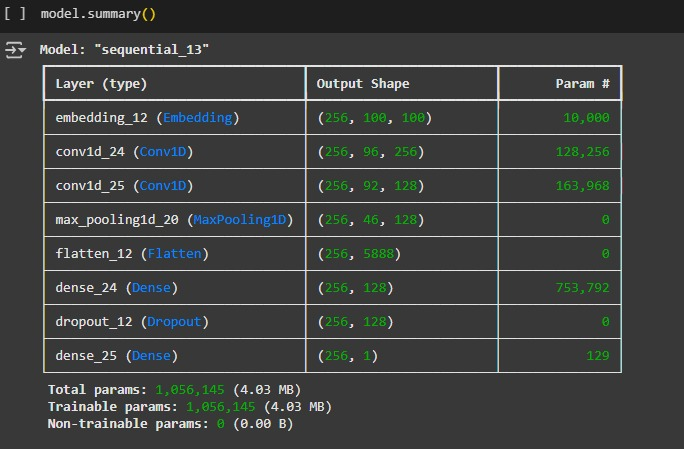 [ ] model.summary()
Model: "sequential_13"
Layer (type) Output Shape Param #
embedding_12 (Embedding) (256, 100, 100) 10,000
conv1d_24 (Conv1D) (256, 96, 256) 128,256
conv1d_25 (Conv1D) (256, 92, 128) 163,968
max_pooling1d_20 (MaxPooling1D) (256, 46, 128) 0
flatten_12 (Flatten) (256, 5888) 0
dense_24 (Dense) (256, 128) 753,792
dropout_12 (Dropout) (256, 128) 0
dense_25 (Dense) (256, 1) 129
Total params: 1,056,145 (4.03 MB)
Trainable params: 1,056,145 (4.03 MB)
Non-trainable params: 0 (0.00 B)